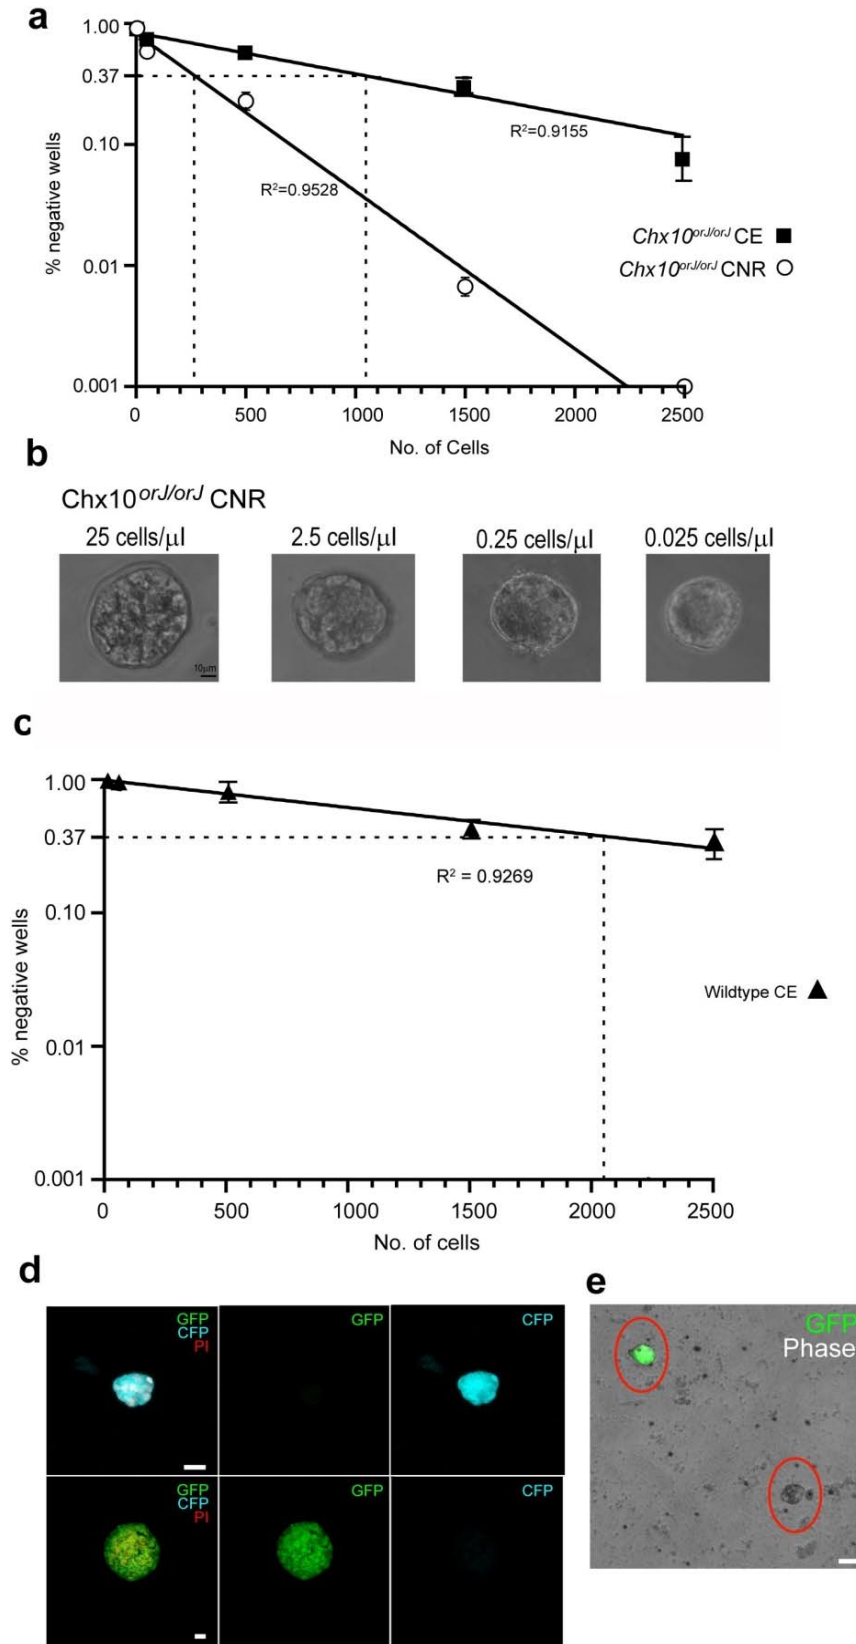 a
1.00
0.37
0.10
0.01
0.001
% negative wells
R²=0.9155
R²=0.9528
Chx10orJ/orJ CE
Chx10orJ/orJ CNR
0 500 1000 1500 2000 2500
No. of Cells
b
Chx10orJ/orJ CNR
25 cells/µl 2.5 cells/µl 0.25 cells/µl 0.025 cells/µl
10µm
c
1.00
0.37
0.10
0.01
0.001
% negative wells
R² = 0.9269
Wildtype CE
0 500 1000 1500 2000 2500
No. of cells
d
GFP GFP CFP
CFP
PI
GFP GFP CFP
CFP
PI
e
GFP
Phase